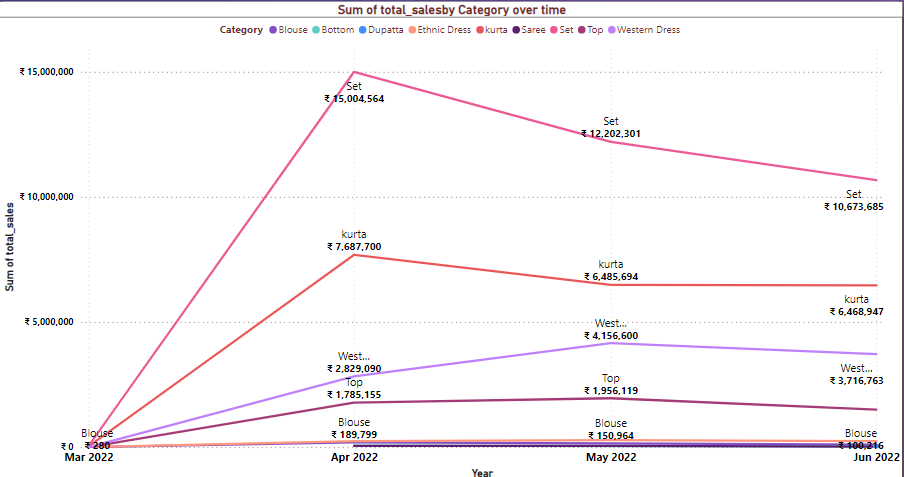 Sum of total_salesby Category over time
Category Blouse Bottom Dupatta Ethnic Dress kurta Saree Set Top Western Dress
Sum of total_sales
₹ 15,000,000
₹ 10,000,000
₹ 5,000,000
₹ 0
Set
₹ 15,004,564
Set
₹ 12,202,301
Set
₹ 10,673,685
kurta
₹ 7,687,700
kurta
₹ 6,485,694
kurta
₹ 6,468,947
West...
₹ 2,829,090
West...
₹ 4,156,600
West...
₹ 3,716,763
Top
₹ 1,785,155
Top
₹ 1,956,119
Blouse
₹ 280
Blouse
₹ 189,799
Blouse
₹ 150,964
Blouse
₹ 100,216
Mar 2022 Apr 2022 May 2022 Jun 2022
Year